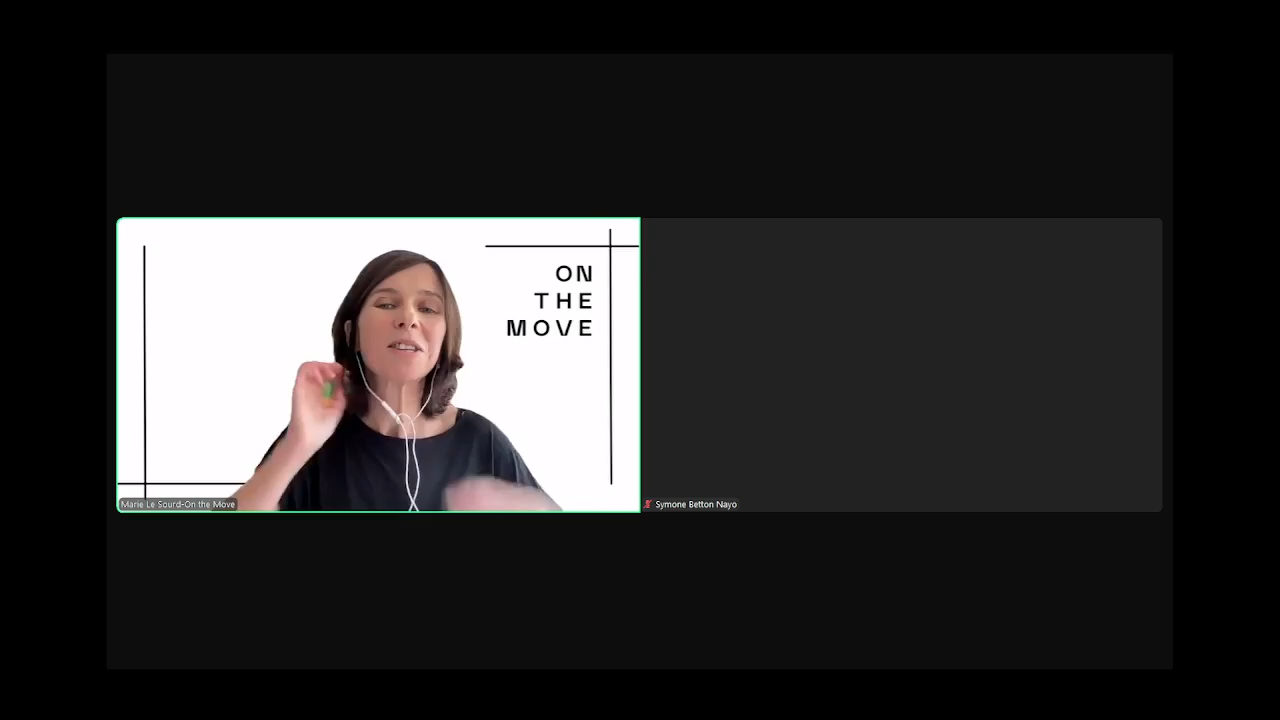 ON
THE
MOVE
Marie Le Sourd-On the Move
Symone Betton Nayo